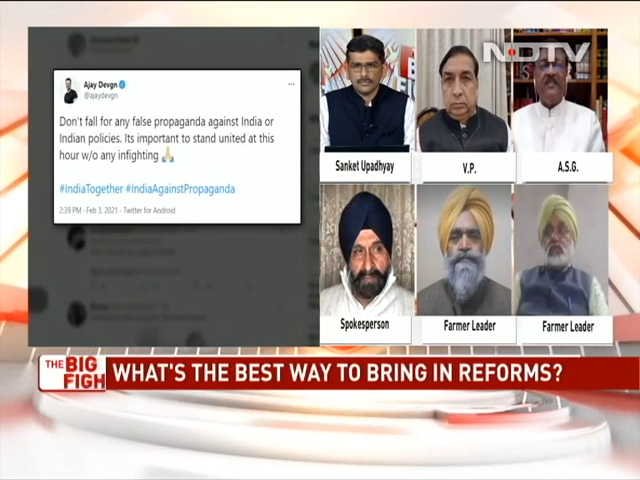 NDTV
Ajay Devgn
@ajaydevgn
Don't fall for any false propaganda against India or
Indian policies. Its important to stand united at this
hour w/o any infighting 🙏
#IndiaTogether #IndiaAgainstPropaganda
2:39 PM · Feb 3, 2021 · Twitter for Android
Sanket Upadhyay
V.P.
A.S.G.
Spokesperson
Farmer Leader
Farmer Leader
THE BIG
FIGH
WHAT'S THE BEST WAY TO BRING IN REFORMS?